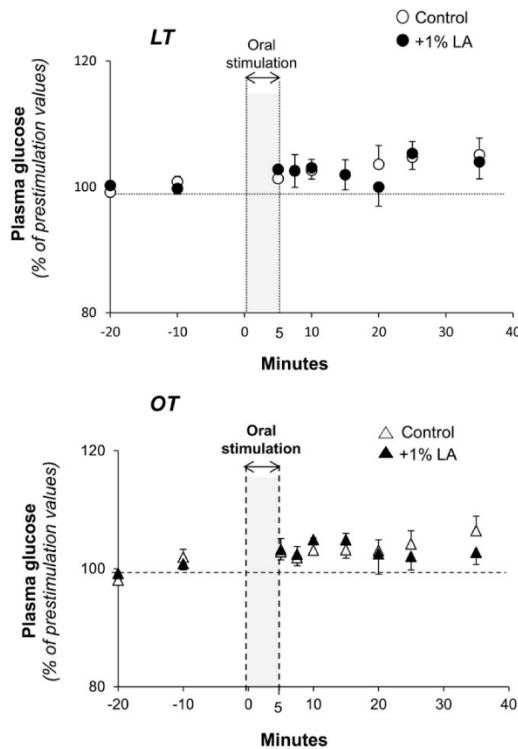 LT
Control
+1% LA
Oral
stimulation
Plasma glucose
(% of prestimulation values)
120
100
80
-20 -10 0 5 10 20 30 40
Minutes
OT
Control
+1% LA
Oral
stimulation
Plasma glucose
(% of prestimulation values)
120
100
80
-20 -10 0 5 10 20 30 40
Minutes